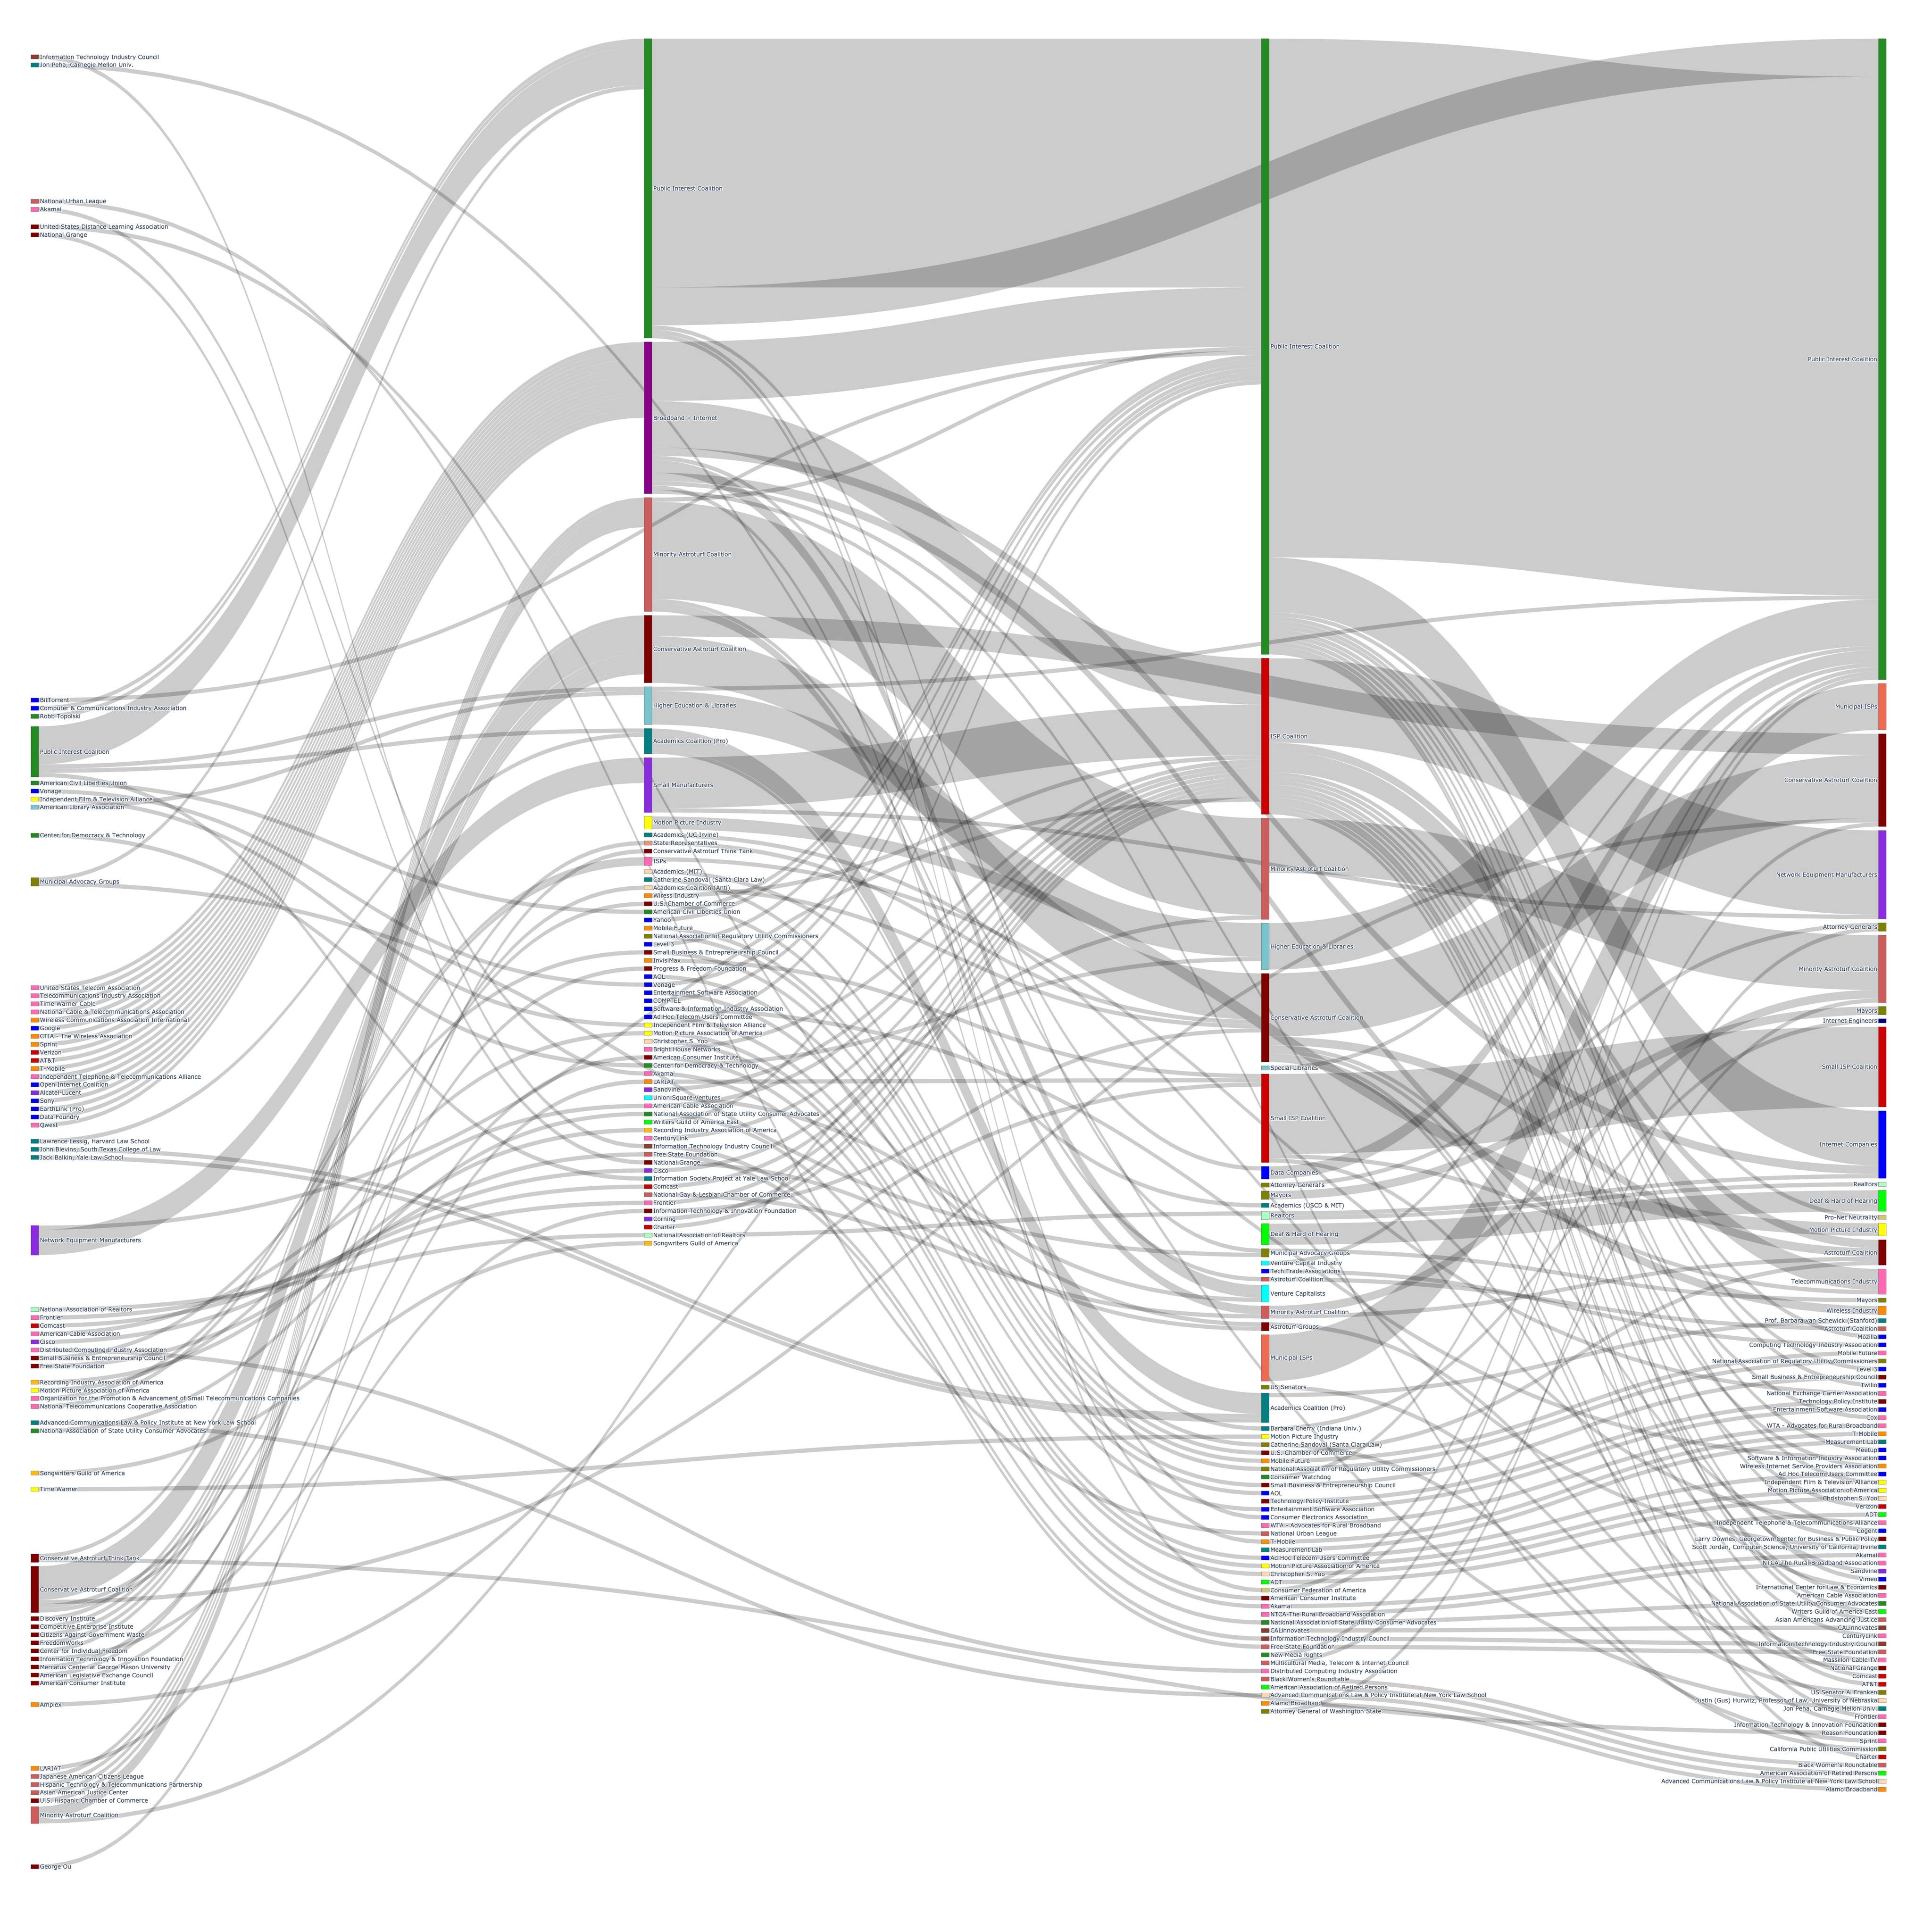 Information Technology Industry Council
Jon Peha, Carnegie Mellon Univ.
National Urban League
Akamai
United States Distance Learning Association
National Grange
BitTorrent
Computer & Communications Industry Association
Robb Topolski
Public Interest Coalition
American Civil Liberties Union
Vonage
Independent Film & Television Alliance
American Library Association
Center for Democracy & Technology
Municipal Advocacy Groups
United States Telecom Association
Telecommunications Industry Association
Time Warner Cable
National Cable & Telecommunications Association
Wireless Communications Association International
Google
CTIA - The Wireless Association
Sprint
Verizon
AT&T
T-Mobile
Independent Telephone & Telecommunications Alliance
Open Internet Coalition
Alcatel-Lucent
Sony
EarthLink (Pro)
Data Foundry
Qwest
Lawrence Lessig, Harvard Law School
John Blevins, South Texas College of Law
Jack Balkin, Yale Law School
Network Equipment Manufacturers
National Association of Realtors
Frontier
Comcast
American Cable Association
Cisco
Distributed Computing Industry Association
Small Business & Entrepreneurship Council
Free State Foundation
Recording Industry Association of America
Motion Picture Association of America
Organization for the Promotion & Advancement of Small Telecommunications Companies
National Telecommunications Cooperative Association
Advanced Communications Law & Policy Institute at New York Law School
National Association of State Utility Consumer Advocates
Songwriters Guild of America
Time Warner
Conservative Astroturf Think Tank
Conservative Astroturf Coalition
Discovery Institute
Competitive Enterprise Institute
Citizens Against Government Waste
FreedomWorks
Center for Individual Freedom
Information Technology & Innovation Foundation
Mercatus Center at George Mason University
American Legislative Exchange Council
American Consumer Institute
Amplex
LARIAT
Japanese American Citizens League
Hispanic Technology & Telecommunications Partnership
Asian American Justice Center
U.S. Hispanic Chamber of Commerce
Minority Astroturf Coalition
George Ou
Public Interest Coalition
Broadband + Internet
Minority Astroturf Coalition
Conservative Astroturf Coalition
Higher Education & Libraries
Academics Coalition (Pro)
Small Manufacturers
Motion Picture Industry
Academics (UC Irvine)
State Representatives
Conservative Astroturf Think Tank
ISPs
Academics (MIT)
Catherine Sandoval (Santa Clara Law)
Academics Coalition (Anti)
Wiress Industry
U.S. Chamber of Commerce
American Civil Liberties Union
Yahoo
Mobile Future
National Association of Regulatory Utility Commissioners
Level 3
Small Business & Entrepreneurship Council
InvisiMax
Progress & Freedom Foundation
AOL
Vonage
Entertainment Software Association
COMPTEL
Software & Information Industry Association
Ad Hoc Telecom Users Committee
Independent Film & Television Alliance
Motion Picture Association of America
Christopher S. Yoo
Bright House Networks
American Consumer Institute
Center for Democracy & Technology
Akamai
LARIAT
Sandvine
Union Square Ventures
American Cable Association
National Association of State Utility Consumer Advocates
Writers Guild of America East
Recording Industry Association of America
CenturyLink
Information Technology Industry Council
Free State Foundation
National Grange
Cisco
Information Society Project at Yale Law School
Comcast
National Gay & Lesbian Chamber of Commerce
Frontier
Information Technology & Innovation Foundation
Corning
Charter
National Association of Realtors
Songwriters Guild of America
Public Interest Coalition
ISP Coalition
Minority Astroturf Coalition
Higher Education & Libraries
Conservative Astroturf Coalition
Special Libraries
Small ISP Coalition
Data Companies
Attorney General's
Mayors
Academics (USCD & MIT)
Realtors
Deaf & Hard of Hearing
Municipal Advocacy Groups
Venture Capital Industry
Tech Trade Associations
Astroturf Coalition
Venture Capitalists
Minority Astroturf Coalition
Astroturf Groups
Municipal ISPs
US Senators
Academics Coalition (Pro)
Barbara Cherry (Indiana Univ.)
Motion Picture Industry
Catherine Sandoval (Santa Clara Law)
U.S. Chamber of Commerce
Mobile Future
National Association of Regulatory Utility Commissioners
Consumer Watchdog
Small Business & Entrepreneurship Council
AOL
Technology Policy Institute
Entertainment Software Association
Consumer Electronics Association
WTA - Advocates for Rural Broadband
National Urban League
T-Mobile
Measurement Lab
Ad Hoc Telecom Users Committee
Motion Picture Association of America
Christopher S. Yoo
ADT
Consumer Federation of America
American Consumer Institute
Akamai
NTCA-The Rural Broadband Association
National Association of State Utility Consumer Advocates
CALinnovates
Information Technology Industry Council
Free State Foundation
New Media Rights
Multicultural Media, Telecom & Internet Council
Distributed Computing Industry Association
Black Women's Roundtable
American Association of Retired Persons
Advanced Communications Law & Policy Institute at New York Law School
Alamo Broadband
Attorney General of Washington State
Public Interest Coalition
Municipal ISPs
Conservative Astroturf Coalition
Network Equipment Manufacturers
Attorney General's
Minority Astroturf Coalition
Mayors
Internet Engineers
Small ISP Coalition
Internet Companies
Realtors
Deaf & Hard of Hearing
Pro-Net Neutrality
Motion Picture Industry
Astroturf Coalition
Telecommunications Industry
Mayors
Wireless Industry
Prof. Barbara van Schewick (Stanford)
Astroturf Coalition
Mozilla
Computing Technology Industry Association
Mobile Future
National Association of Regulatory Utility Commissioners
Level 3
Small Business & Entrepreneurship Council
Twilio
National Exchange Carrier Association
Technology Policy Institute
Entertainment Software Association
Cox
WTA - Advocates for Rural Broadband
T-Mobile
Measurement Lab
Meetup
Software & Information Industry Association
Wireless Internet Service Providers Association
Ad Hoc Telecom Users Committee
Independent Film & Television Alliance
Motion Picture Association of America
Christopher S. Yoo
Verizon
ADT
Independent Telephone & Telecommunications Alliance
Cogent
Larry Downes, Georgetown Center for Business & Public Policy
Scott Jordan, Computer Science, University of California, Irvine
Akamai
NTCA-The Rural Broadband Association
Sandvine
Vimeo
International Center for Law & Economics
American Cable Association
National Association of State Utility Consumer Advocates
Writers Guild of America East
Asian Americans Advancing Justice
CALinnovates
CenturyLink
Information Technology Industry Council
Free State Foundation
Massillon Cable TV
National Grange
Comcast
AT&T
US Senator Al Franken
Justin (Gus) Hurwitz, Professor of Law, University of Nebraska
Jon Peha, Carnegie Mellon Univ.
Frontier
Information Technology & Innovation Foundation
Reason Foundation
Sprint
California Public Utilities Commission
Charter
Black Women's Roundtable
American Association of Retired Persons
Advanced Communications Law & Policy Institute at New York Law School
Alamo Broadband